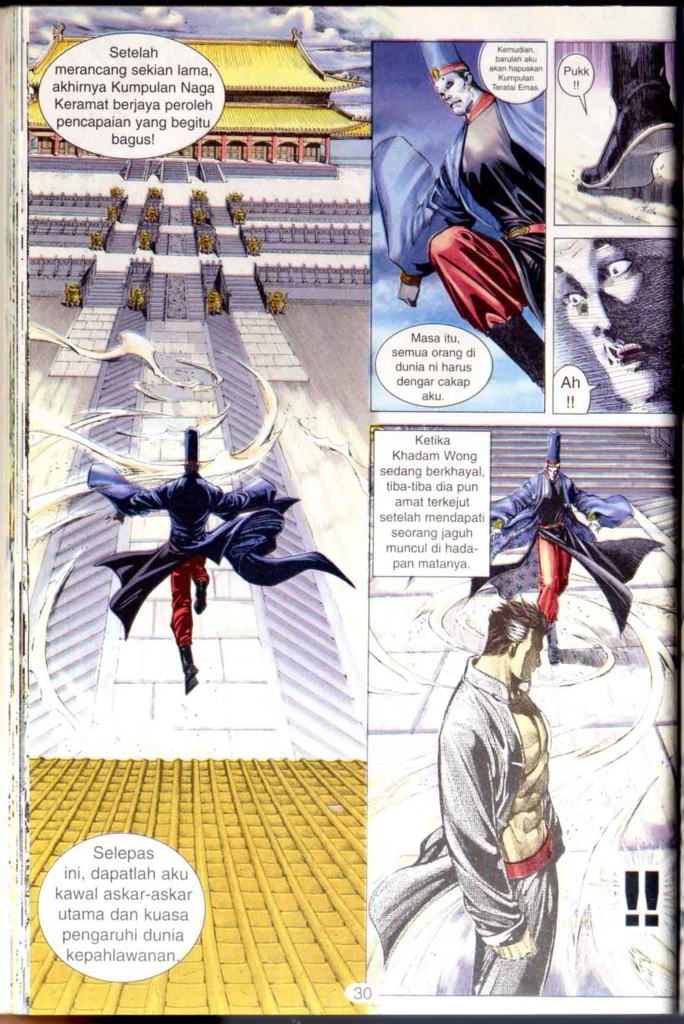 Setelah
merancang sekian lama,
akhirnya Kumpulan Naga
Keramat berjaya peroleh
pencapaian yang begitu
bagus!
Selepas
ini, dapatlah aku
kawal askar-askar
utama dan kuasa
pengaruhi dunia
kepahlawanan.
Kemudian,
barulah aku
akan hapuskan
Kumpulan
Teratai Emas.
Masa itu,
semua orang di
dunia ni harus
dengar cakap
aku.
Pukk
!!
Ah
!!
Ketika
Khadam Wong
sedang berkhayal,
tiba-tiba dia pun
amat terkejut
setelah mendapati
seorang jaguh
muncul di hada-
pan matanya.
!!
30